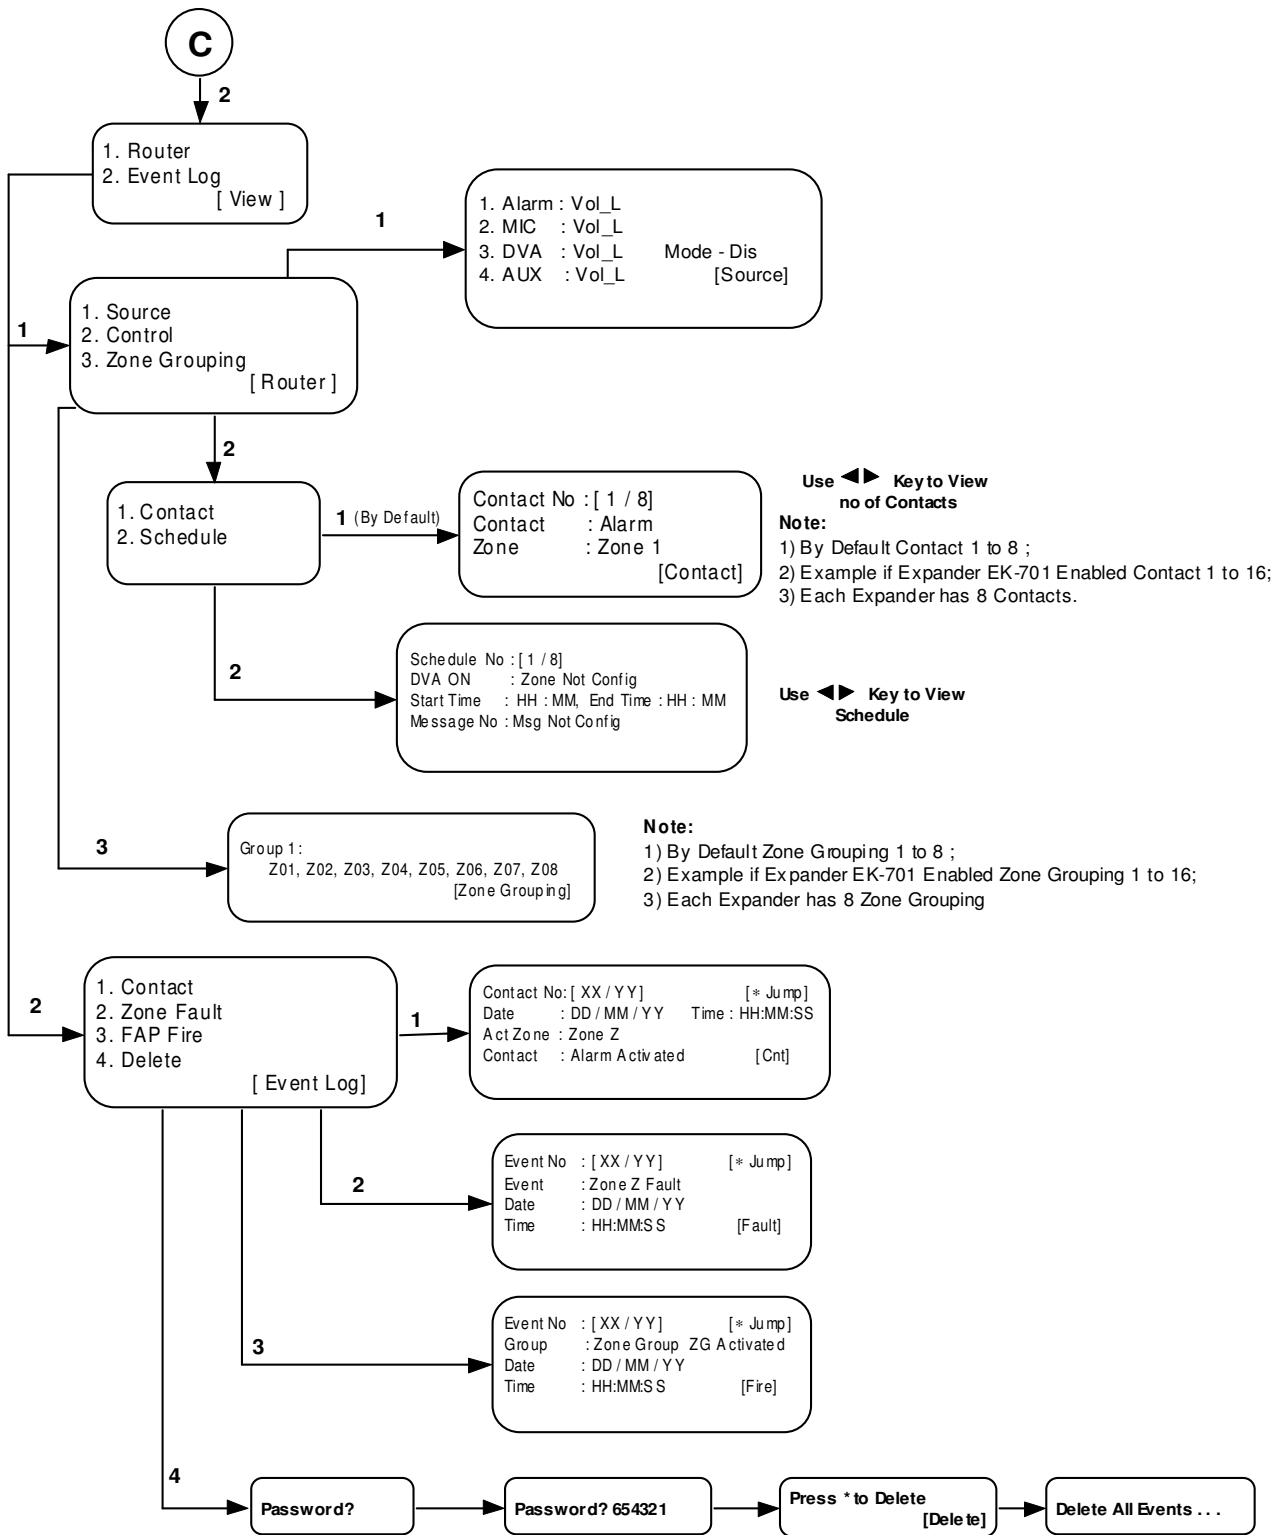 C
2
1. Router
2. Event Log
[ View ]
1
1. Alarm : Vol_L
2. MIC : Vol_L
3. DVA : Vol_L Mode - Dis
4. AUX : Vol_L [Source]
1
1. Source
2. Control
3. Zone Grouping
[ Router ]
2
1. Contact
2. Schedule
1 (By Default)
Contact No : [ 1 / 8]
Contact : Alarm
Zone : Zone 1
[Contact]
Use ◄► Key to View
no of Contacts
Note:
1) By Default Contact 1 to 8 ;
2) Example if Expander EK-701 Enabled Contact 1 to 16;
3) Each Expander has 8 Contacts.
2
Schedule No : [ 1 / 8]
DVA ON : Zone Not Config
Start Time : HH : MM, End Time : HH : MM
Message No : Msg Not Config
Use ◄► Key to View
Schedule
3
Group 1 :
Z01, Z02, Z03, Z04, Z05, Z06, Z07, Z08
[Zone Grouping]
Note:
1) By Default Zone Grouping 1 to 8 ;
2) Example if Expander EK-701 Enabled Zone Grouping 1 to 16;
3) Each Expander has 8 Zone Grouping
2
1. Contact
2. Zone Fault
3. FAP Fire
4. Delete
[ Event Log]
1
Contact No: [ XX / YY] [* Jump]
Date : DD / MM / YY Time : HH:MM:SS
Act Zone : Zone Z
Contact : Alarm Activated [Cnt]
2
Event No : [ XX / YY] [* Jump]
Event : Zone Z Fault
Date : DD / MM / YY
Time : HH:MM:SS [Fault]
3
Event No : [ XX / YY] [* Jump]
Group : Zone Group ZG Activated
Date : DD / MM / YY
Time : HH:MM:SS [Fire]
4
Password?
Password? 654321
Press * to Delete
[Delete]
Delete All Events . . .